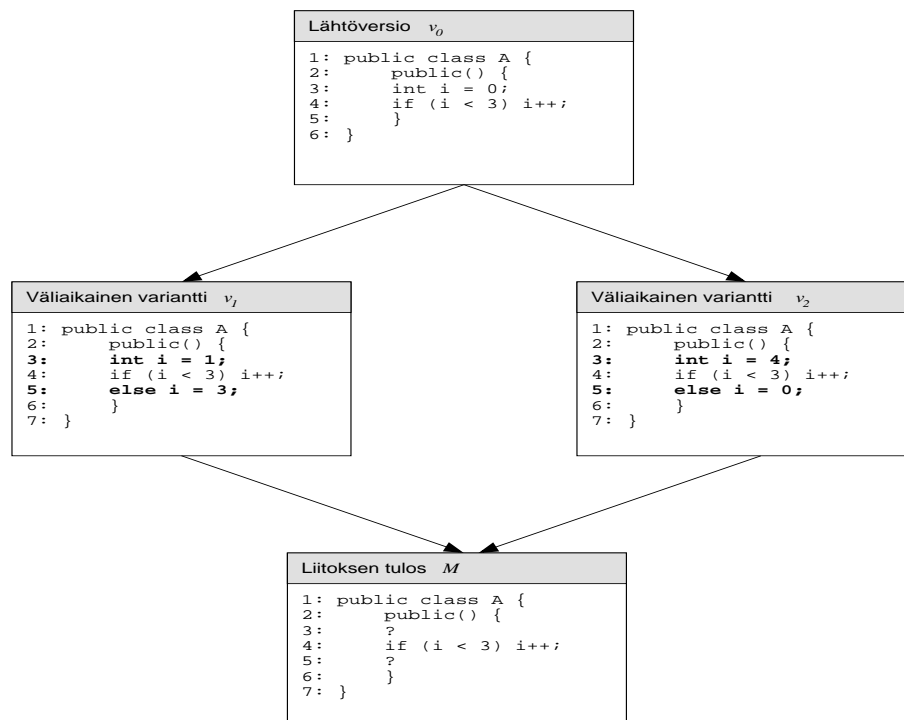 Lähtöversio v0
1: public class A {
2:     public() {
3:     int i = 0;
4:     if (i < 3) i++;
5:     }
6: }
Väliaikainen variantti v1
1: public class A {
2:     public() {
3:     int i = 1;
4:     if (i < 3) i++;
5:     else i = 3;
6:     }
7: }
Väliaikainen variantti v2
1: public class A {
2:     public() {
3:     int i = 4;
4:     if (i < 3) i++;
5:     else i = 0;
6:     }
7: }
Liitoksen tulos M
1: public class A {
2:     public() {
3:     ?
4:     if (i < 3) i++;
5:     ?
6:     }
7: }